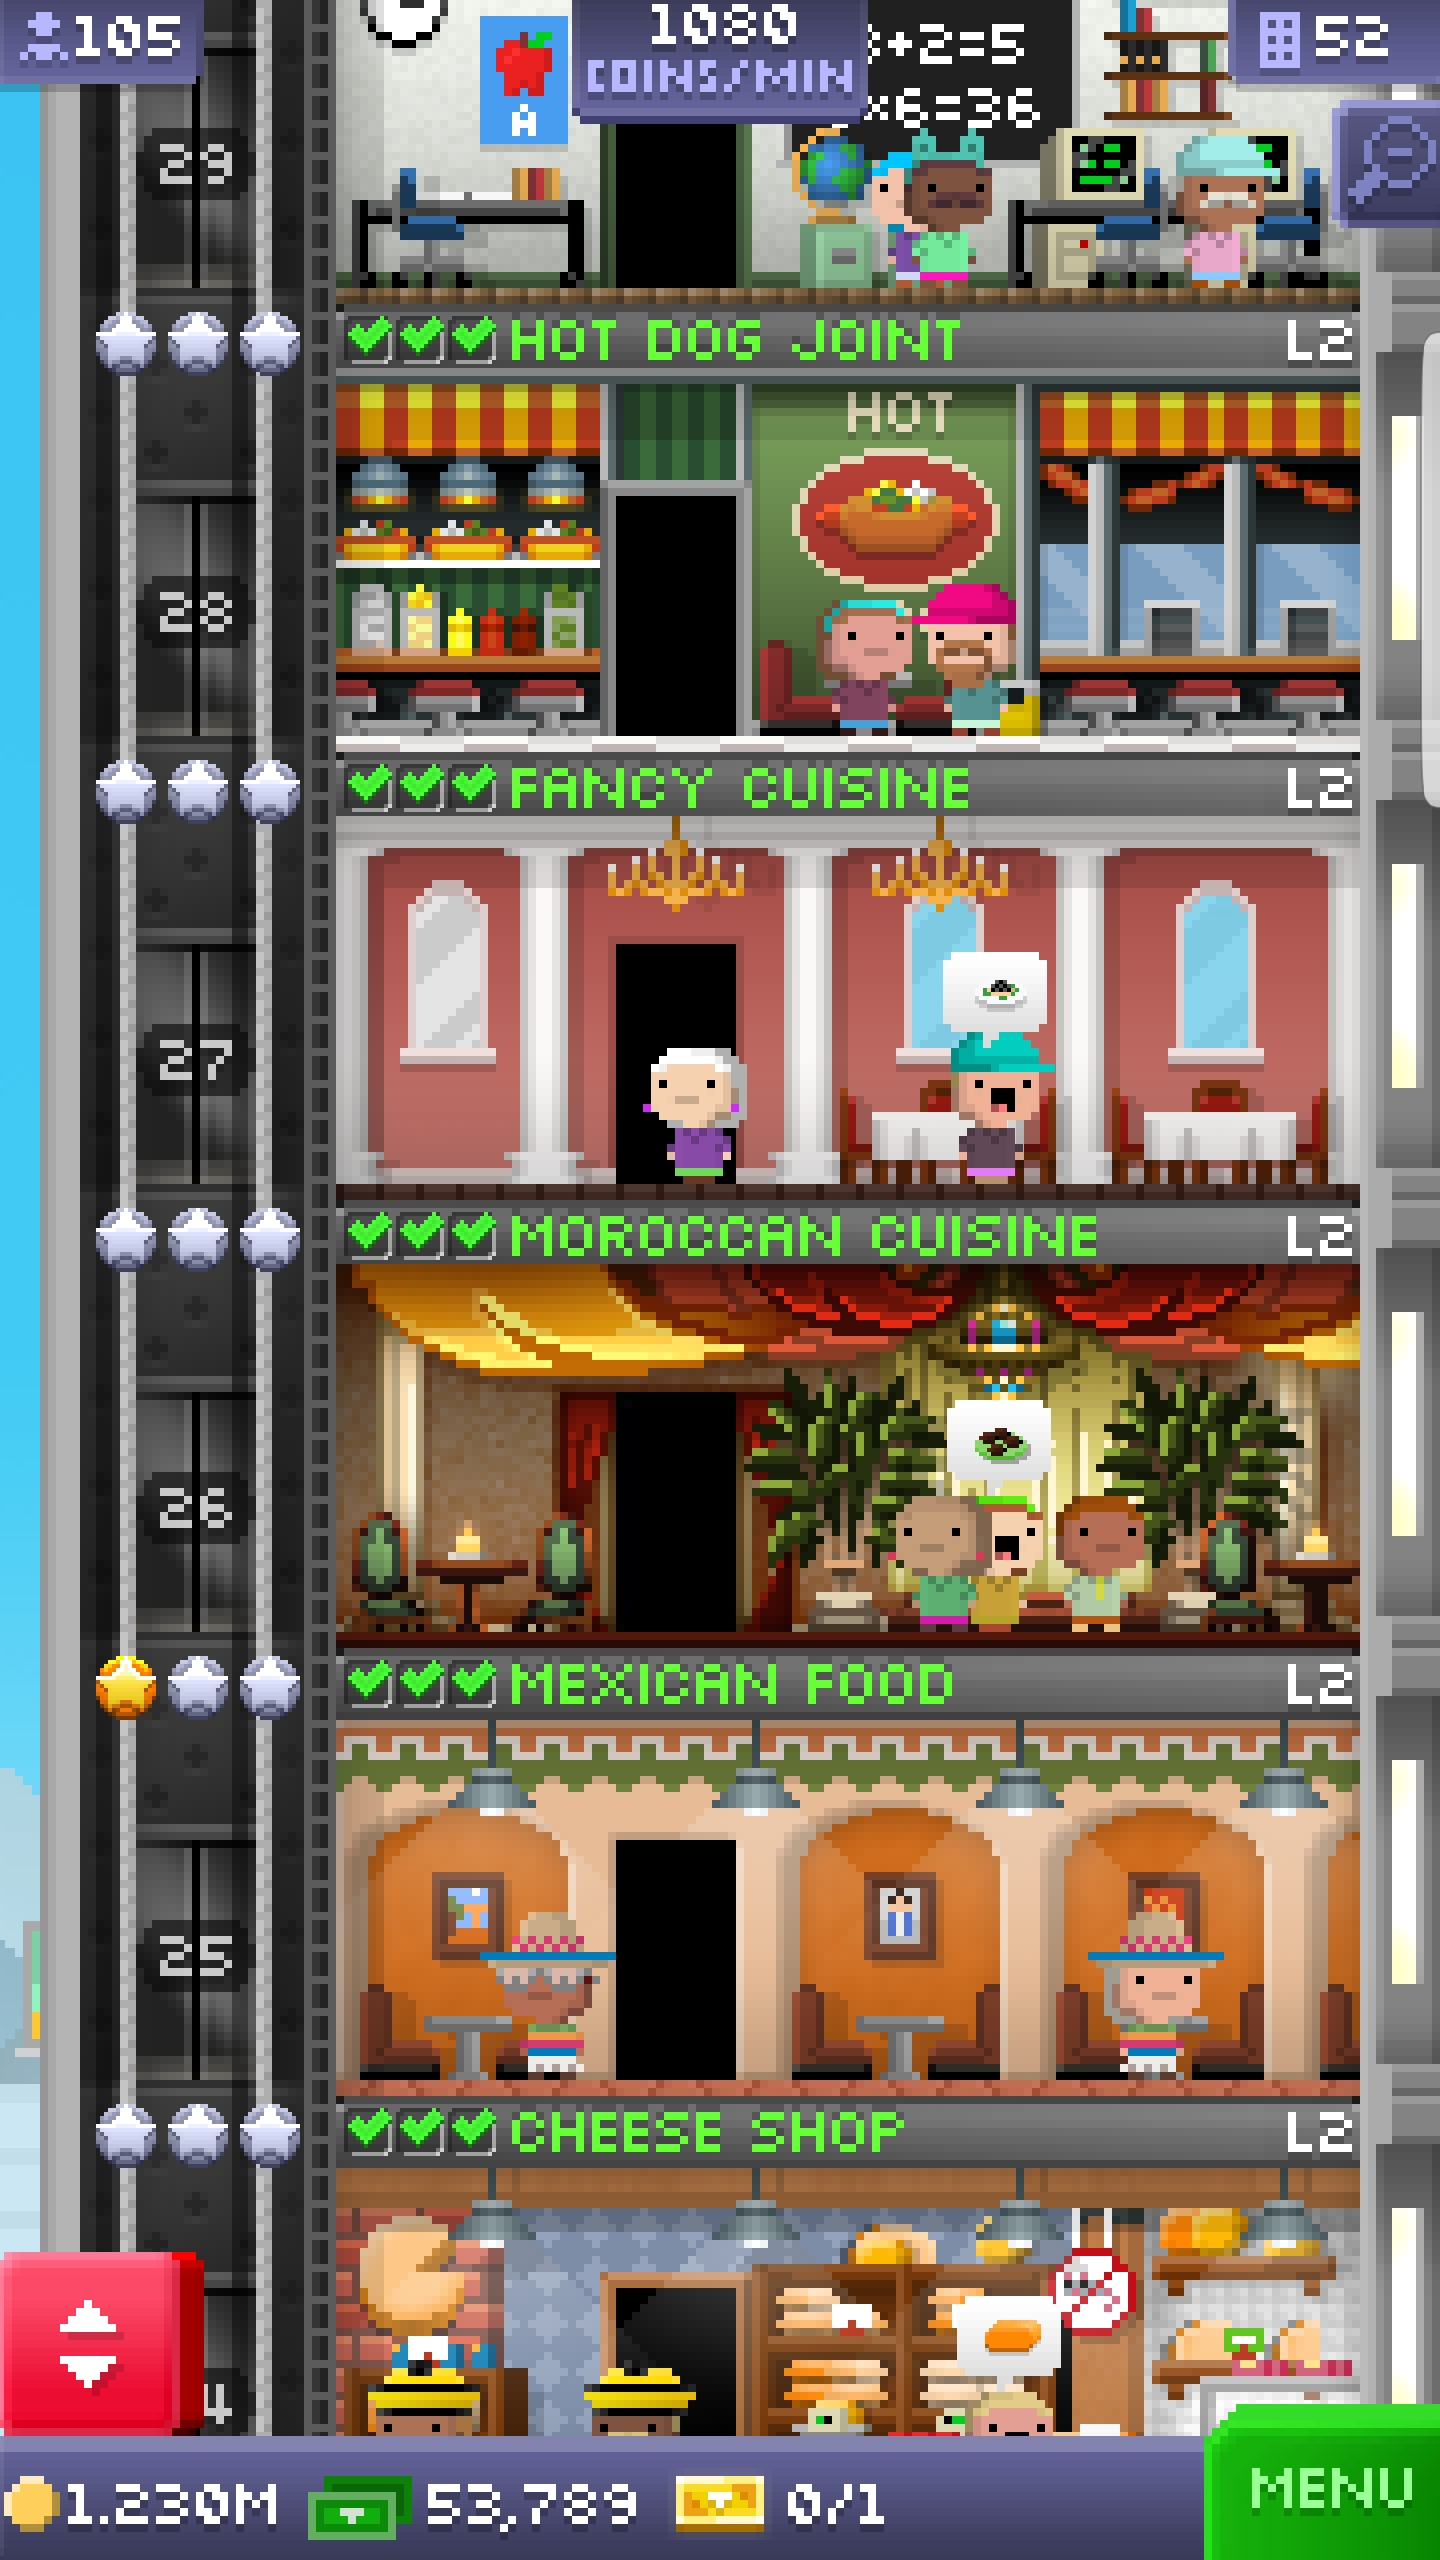 105
1080
COINS/MIN
52
A
+2=5
×6=36
29
HOT DOG JOINT L2
HOT
28
FANCY CUISINE L2
27
MOROCCAN CUISINE L2
26
MEXICAN FOOD L2
25
CHEESE SHOP L2
4
1.230M 53,789 0/1
MENU